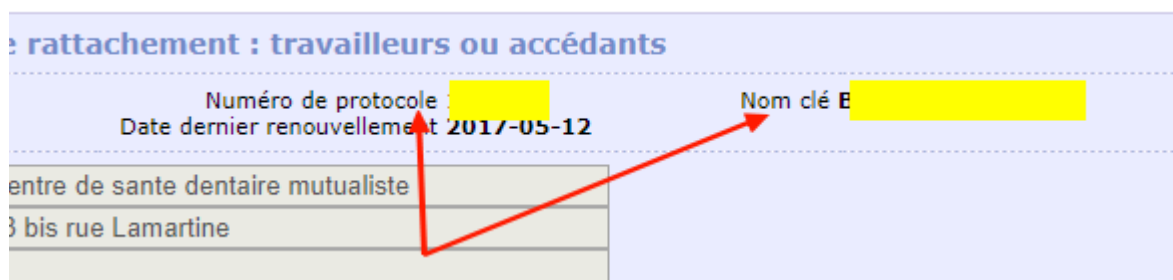 rattachement : travailleurs ou accédants
Numéro de protocole
Nom clé B
Date dernier renouvellement 2017-05-12
entre de sante dentaire mutualiste
bis rue Lamartine